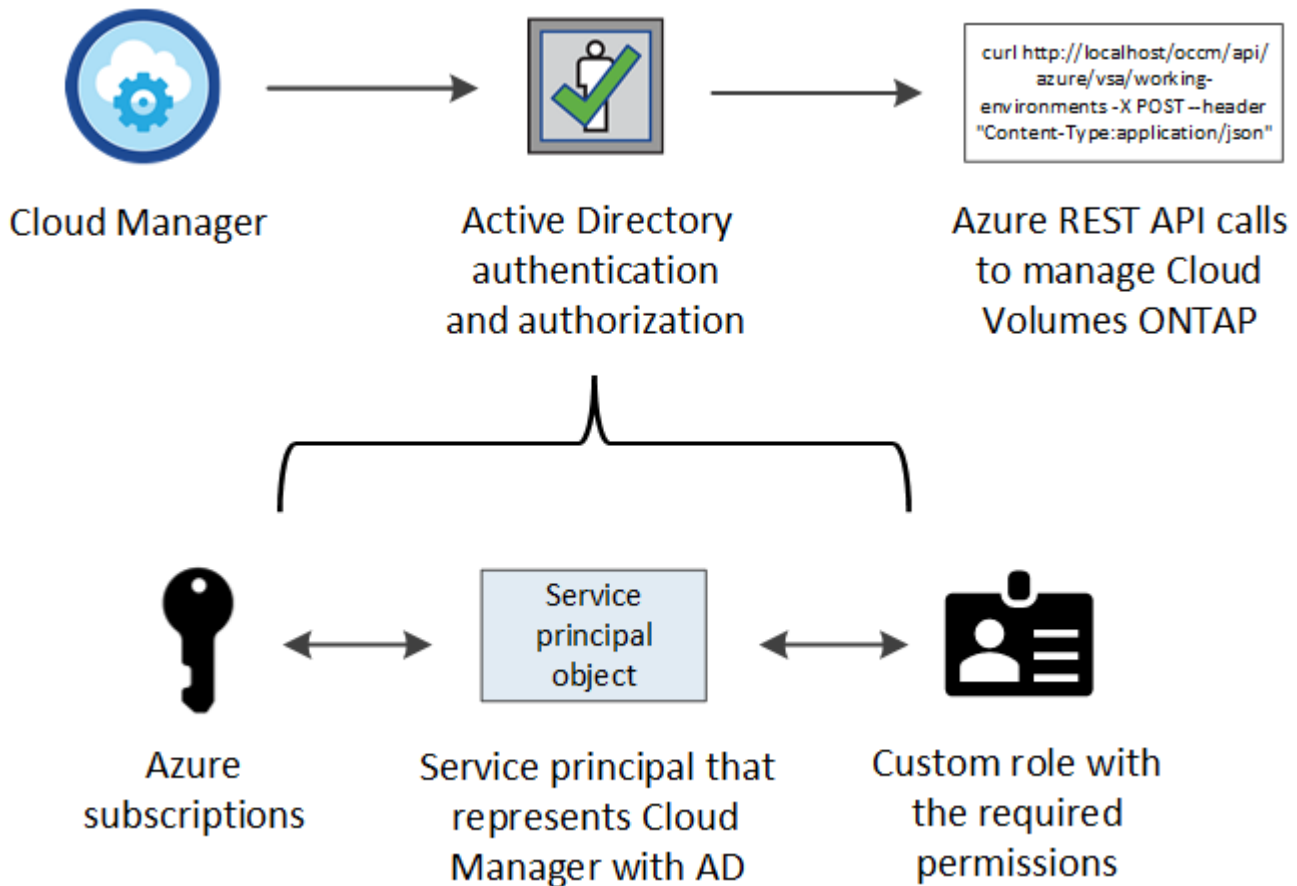 curl http://localhost/occm/api/
azure/vsa/working-
environments -X POST --header
"Content-Type:application/json"
Cloud Manager
Active Directory
authentication
and authorization
Azure REST API calls
to manage Cloud
Volumes ONTAP
Service
principal
object
Azure
subscriptions
Service principal that
represents Cloud
Manager with AD
Custom role with
the required
permissions